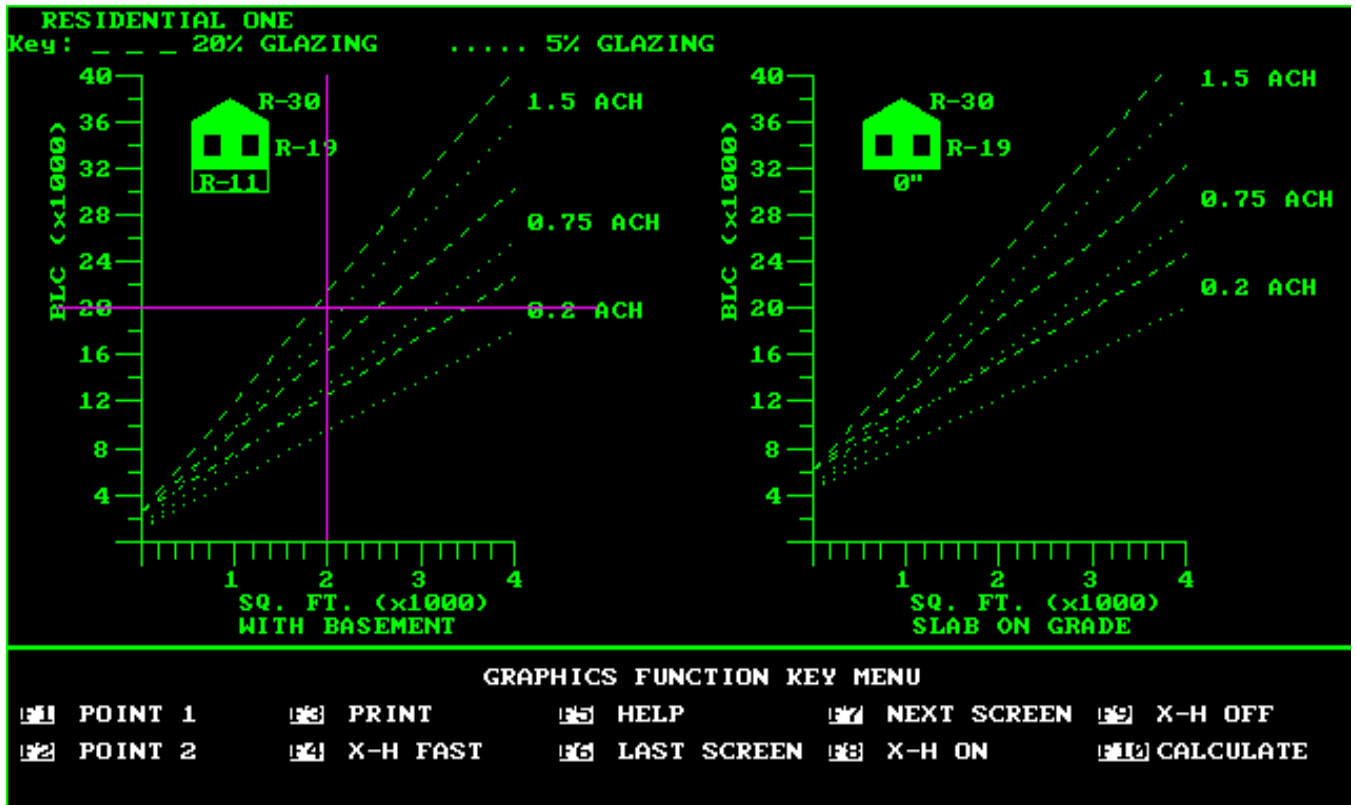 RESIDENTIAL ONE
Key: _ _ _ 20% GLAZING ..... 5% GLAZING
BLC (x1000)
40
36
32
28
24
20
16
12
8
4
R-30
R-19
R-11
1.5 ACH
0.75 ACH
0.2 ACH
1 2 3 4
SQ. FT. (x1000)
WITH BASEMENT
BLC (x1000)
40
36
32
28
24
20
16
12
8
4
R-30
R-19
0"
1.5 ACH
0.75 ACH
0.2 ACH
1 2 3 4
SQ. FT. (x1000)
SLAB ON GRADE
GRAPHICS FUNCTION KEY MENU
F1 POINT 1 F3 PRINT F5 HELP F7 NEXT SCREEN F9 X-H OFF
F2 POINT 2 F4 X-H FAST F6 LAST SCREEN F8 X-H ON F10 CALCULATE